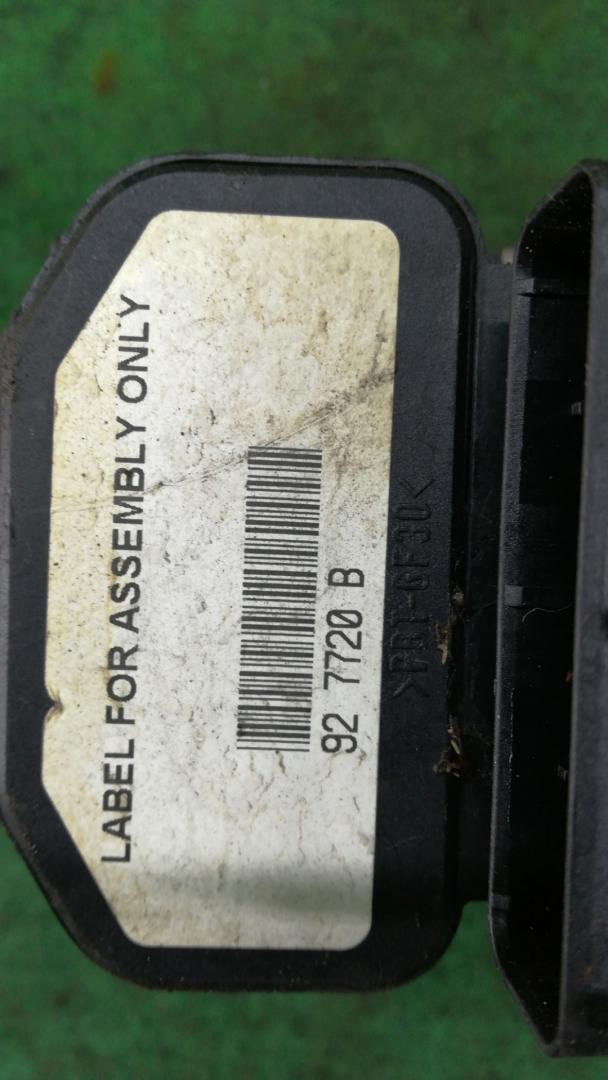 LABEL FOR ASSEMBLY ONLY
92 7720 B
>PBT-GF30<